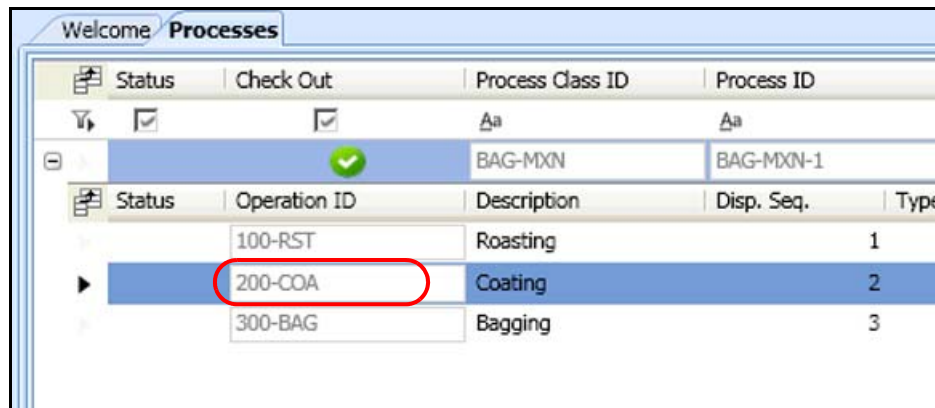 Welcome Processes
Status Check Out Process Class ID Process ID
Aa Aa
BAG-MXN BAG-MXN-1
Status Operation ID Description Disp. Seq. Type
100-RST Roasting 1
200-COA Coating 2
300-BAG Bagging 3